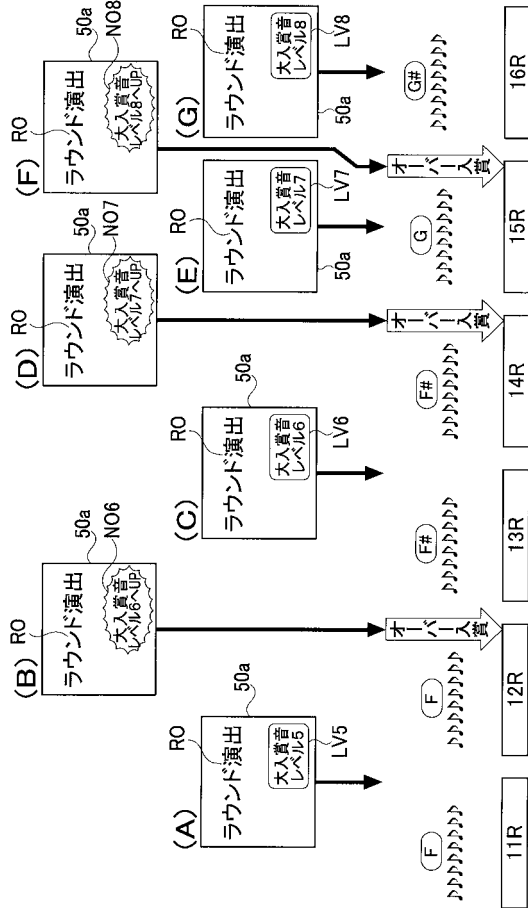 (A)
RO
50a
ラウンド演出
大入賞音
レベル5
LV5
(B)
RO
50a
NO6
ラウンド演出
大入賞音
レベル6へUP
(C)
RO
50a
ラウンド演出
大入賞音
レベル6
LV6
(D)
RO
50a
NO7
ラウンド演出
大入賞音
レベル7へUP
(E)
RO
50a
ラウンド演出
大入賞音
レベル7
LV7
(F)
RO
50a
NO8
ラウンド演出
大入賞音
レベル8へUP
(G)
RO
50a
ラウンド演出
大入賞音
レベル8
LV8
F
♪♪♪♪♪♪♪♪♪
F
♪♪♪♪♪♪♪♪♪
オーバー入賞
F#
♪♪♪♪♪♪♪♪♪
F#
♪♪♪♪♪♪♪♪♪
オーバー入賞
G
♪♪♪♪♪♪♪♪♪
オーバー入賞
G#
♪♪♪♪♪♪♪♪♪
11R
12R
13R
14R
15R
16R